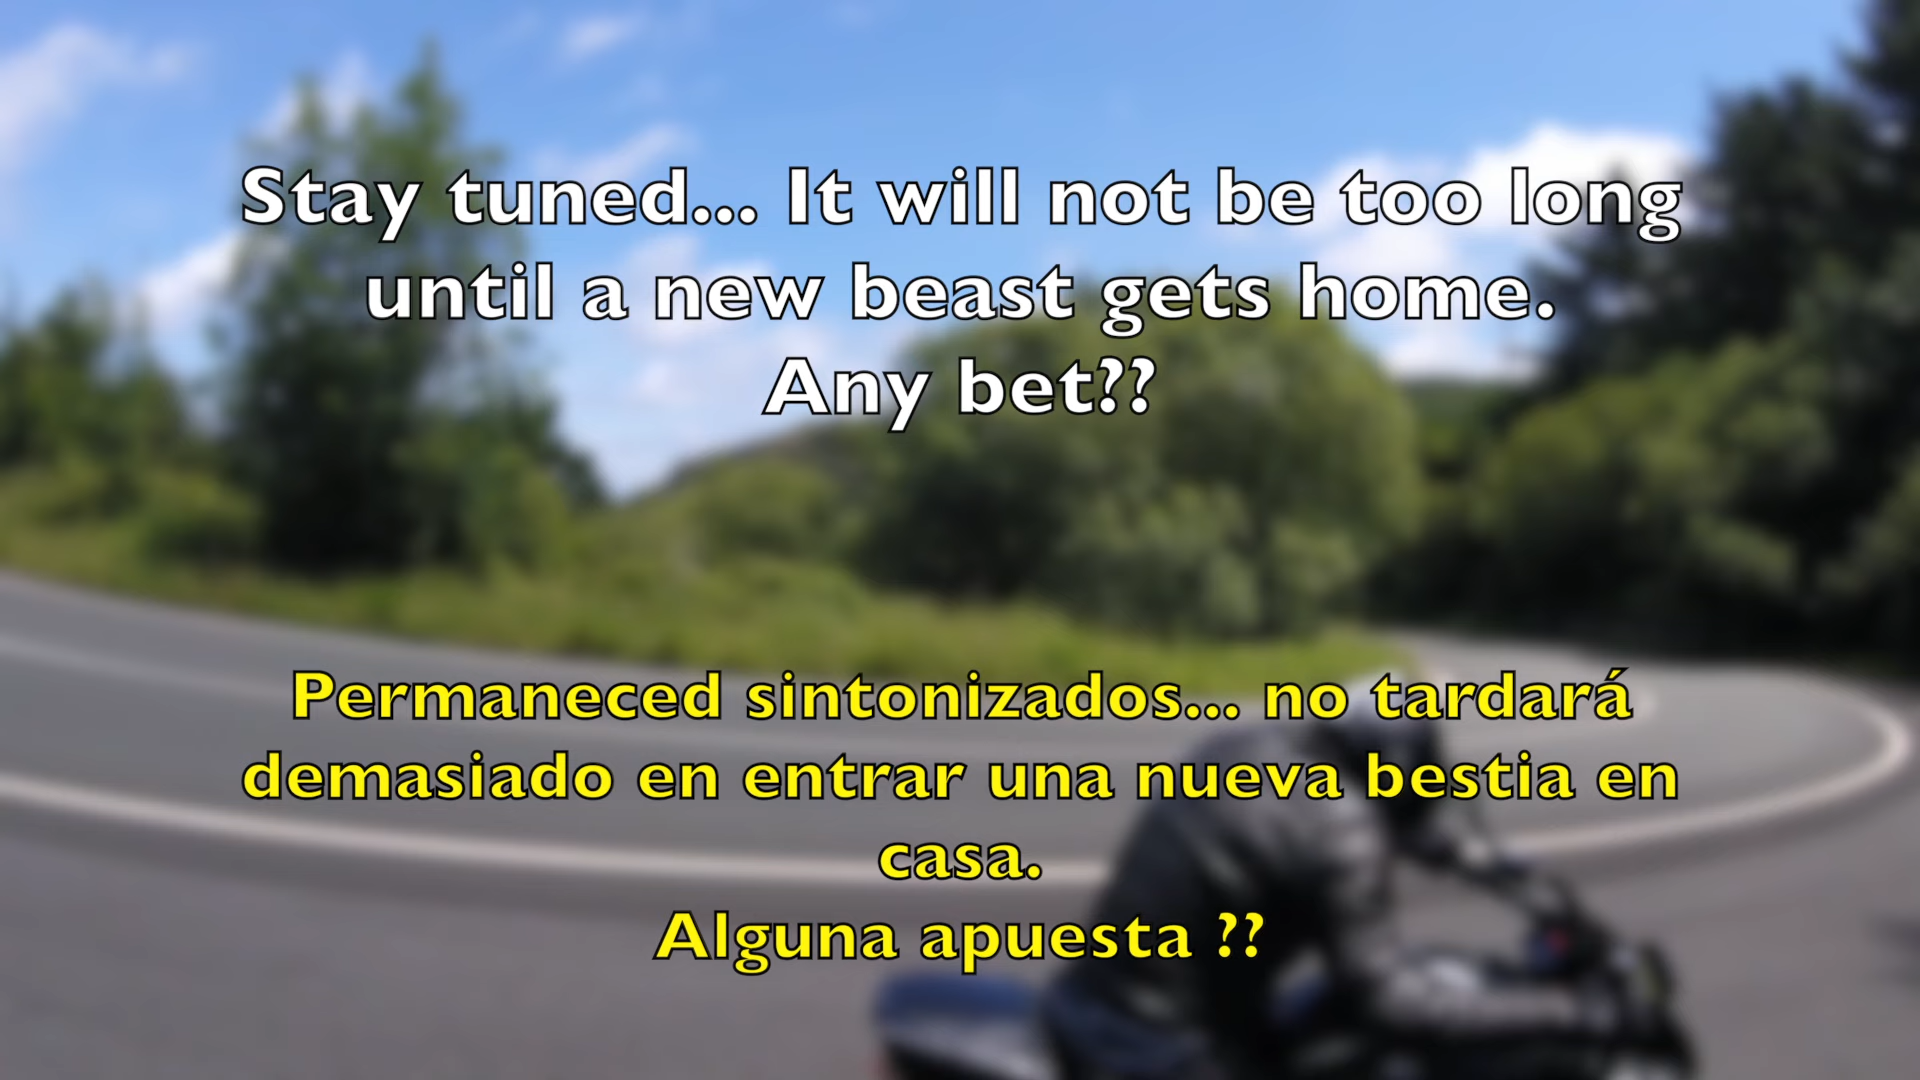 Stay tuned... It will not be too long
until a new beast gets home.
Any bet??
Permaneced sintonizados... no tardará
demasiado en entrar una nueva bestia en
casa.
Alguna apuesta ??